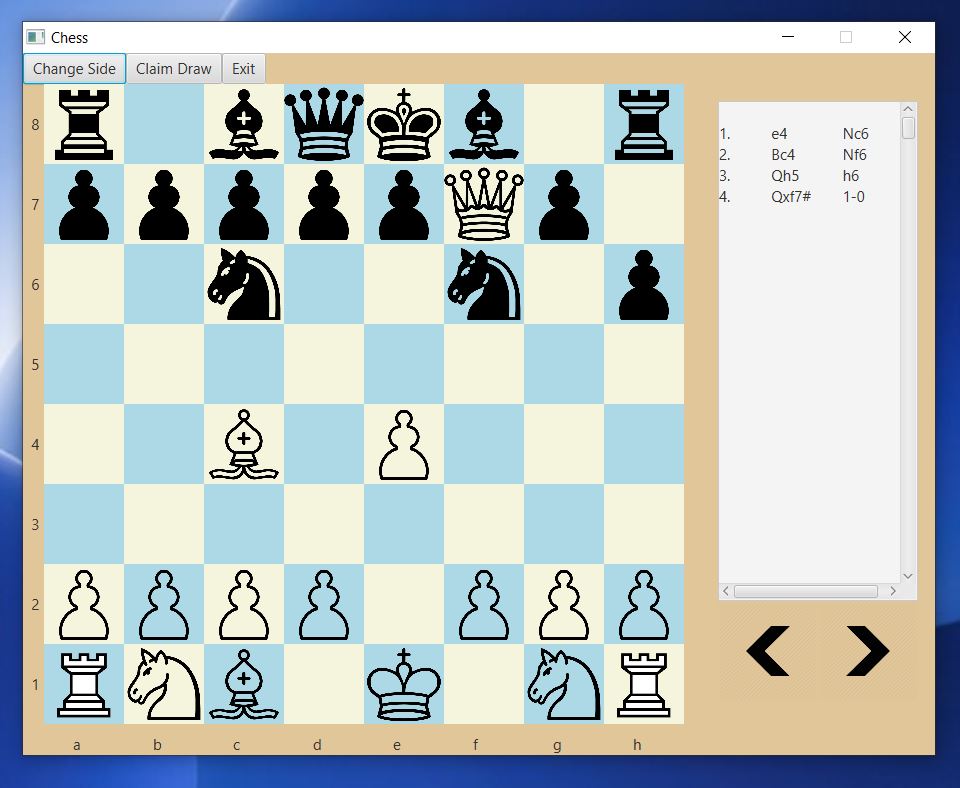 Chess
Change Side Claim Draw Exit
8
7
6
5
4
3
2
1
a b c d e f g h
1. e4 Nc6
2. Bc4 Nf6
3. Qh5 h6
4. Qxf7# 1-0